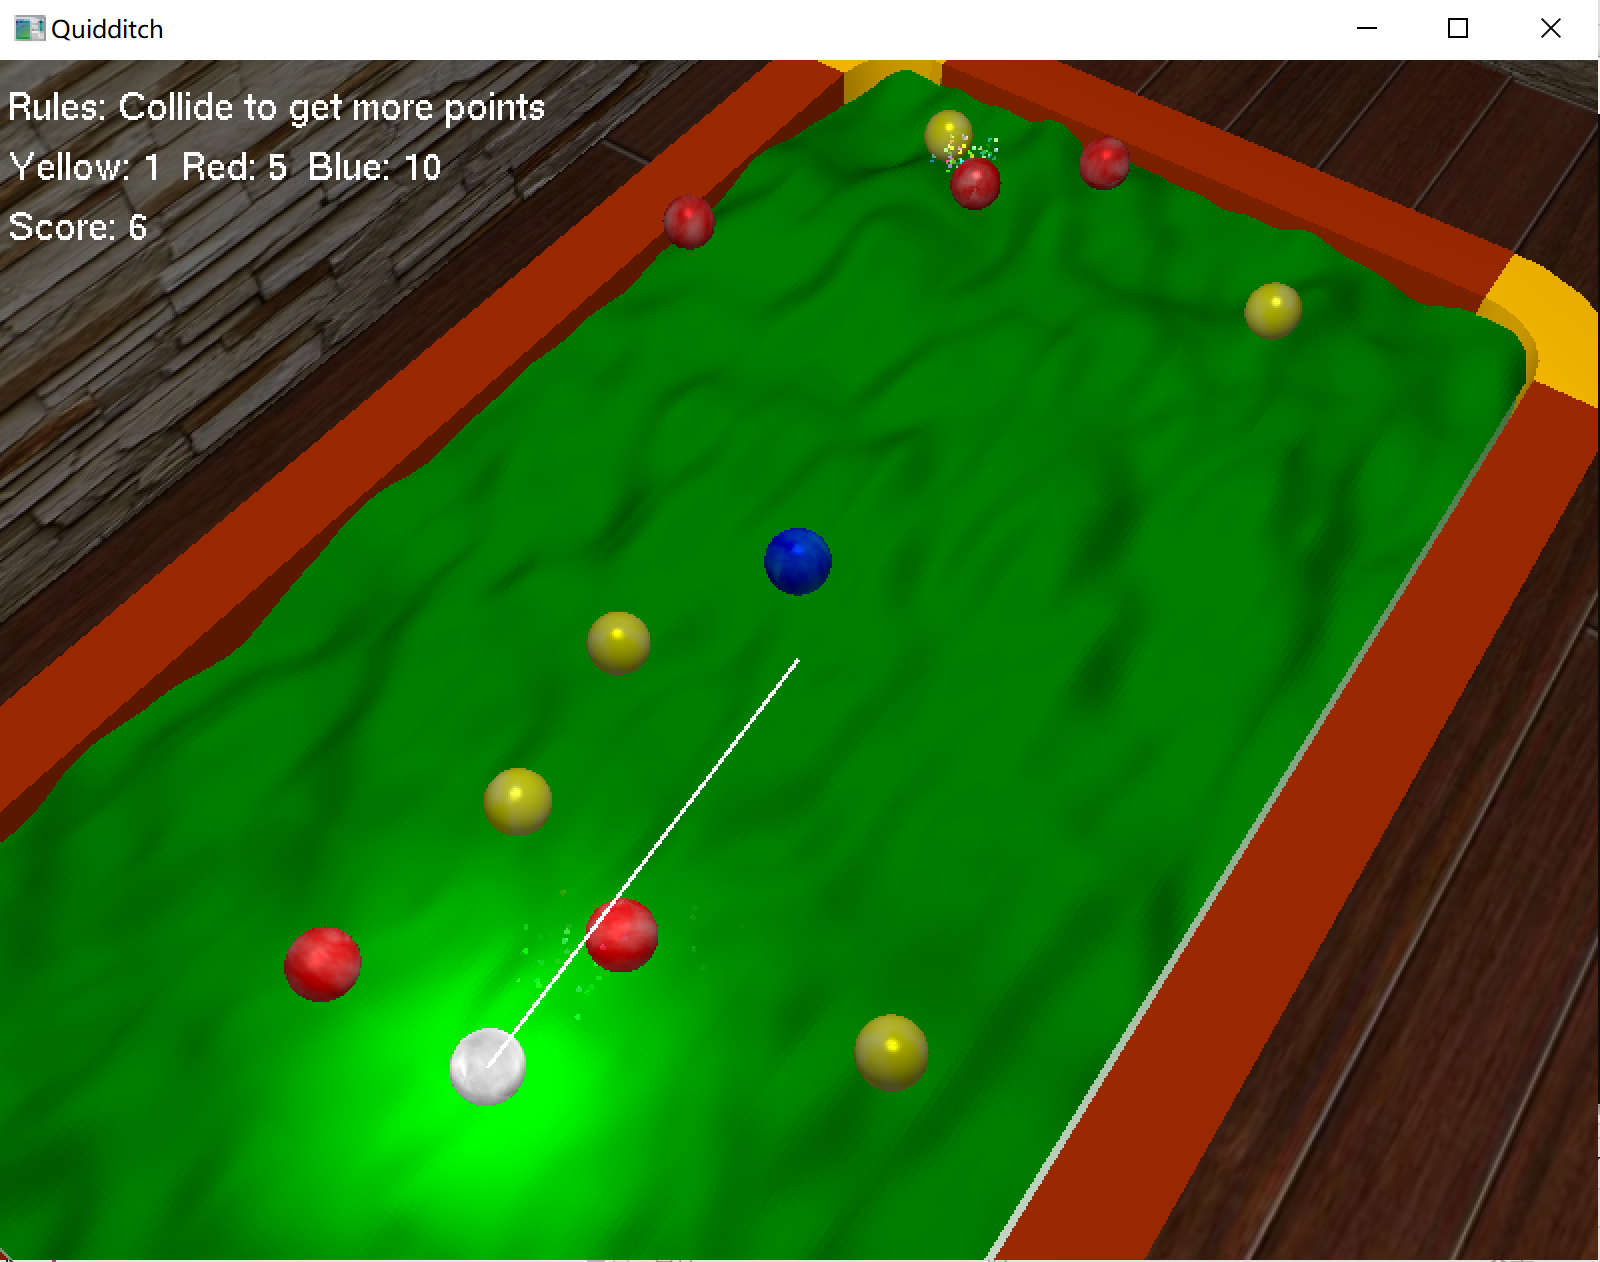 Quidditch
Rules: Collide to get more points
Yellow: 1  Red: 5  Blue: 10
Score: 6